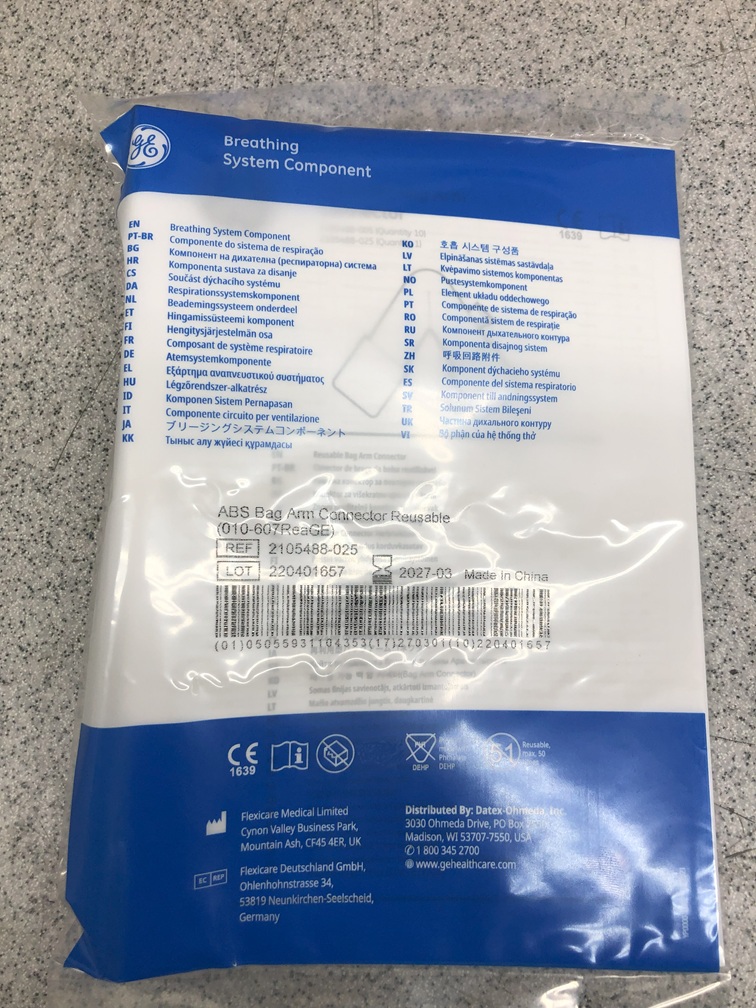 GE
Breathing
System Component
1639
EN Breathing System Component
PT-BR Componente do sistema de respiração
BG Компонент на дихателна (респираторна) система
HR Komponenta sustava za disanje
CS Součást dýchacího systému
DA Respirationssystemskomponent
NL Beademingssysteem onderdeel
ET Hingamissüsteemi komponent
FI Hengitysjärjestelmän osa
FR Composant de système respiratoire
DE Atemsystemkomponente
EL Εξάρτημα αναπνευστικού συστήματος
HU Légzőrendszer-alkatrész
ID Komponen Sistem Pernapasan
IT Componente circuito per ventilazione
JA ブリージングシステムコンポーネント
KK Тыныс алу жүйесі құрамдасы
KO 호흡 시스템 구성품
LV Elpināšanas sistēmas sastāvdaļa
LT Kvėpavimo sistemos komponentas
NO Pustesystemkomponent
PL Element układu oddechowego
PT Componente de sistema de respiração
RO Componentă sistem de respirație
RU Компонент дыхательного контура
SR Komponenta disajnog sistem
ZH 呼吸回路附件
SK Komponent dýchacieho systému
ES Componente del sistema respiratorio
SV Komponent till andningssystem
TR Solunum Sistem Bileşeni
UK Частина дихального контуру
VI Bộ phận của hệ thống thở
Reusable Bag Arm Connector
ABS Bag Arm Connector Reusable
(010-607ReaGE)
REF 2105488-025
LOT 220401657 2027-03 Made In China
(01)05055931104353(17)270301(10)220401657
CE
1639
PHT
DEHP
DEHP
51
Reusable,
max. 50
Flexicare Medical Limited
Cynon Valley Business Park,
Mountain Ash, CF45 4ER, UK
EC REP
Flexicare Deutschland GmbH,
Ohlenhohnstrasse 34,
53819 Neunkirchen-Seelscheid,
Germany
Distributed By: Datex-Ohmeda, Inc.
3030 Ohmeda Drive, PO Box
Madison, WI 53707-7550, USA
1 800 345 2700
www.gehealthcare.com